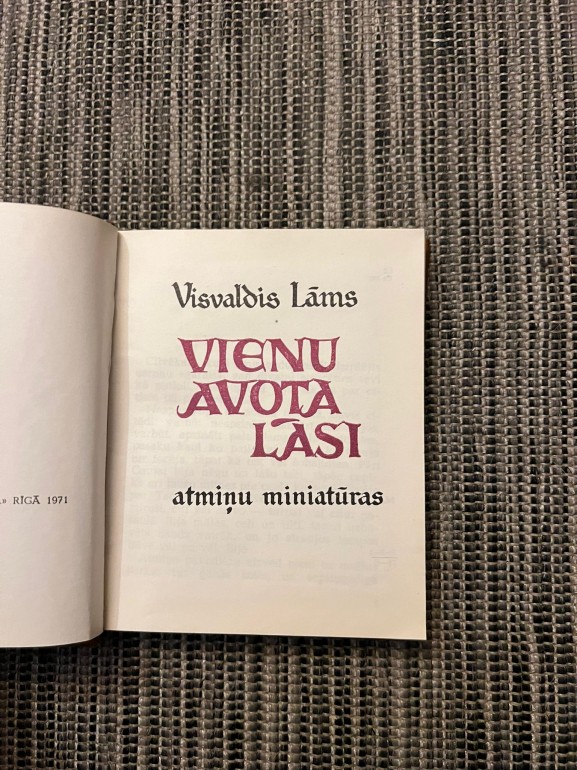 » RĪGĀ 1971
Visvaldis Lāms
VIENU
AVOTA
LĀSI
atmiņu miniatūras